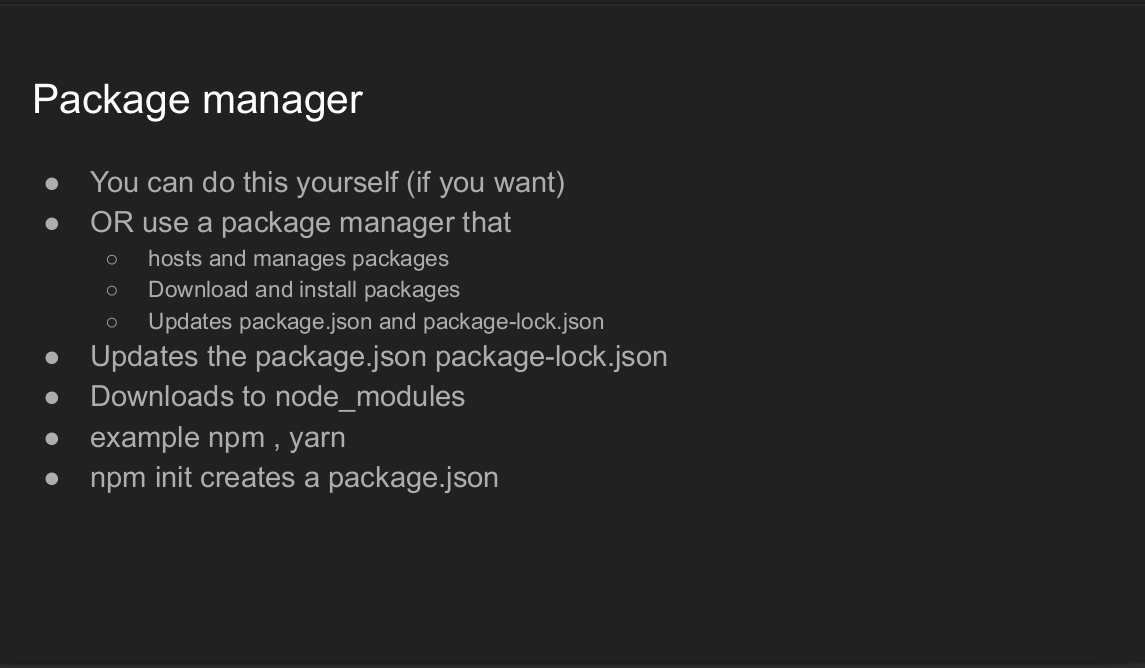 Package manager
● You can do this yourself (if you want)
● OR use a package manager that
○ hosts and manages packages
○ Download and install packages
○ Updates package.json and package-lock.json
● Updates the package.json package-lock.json
● Downloads to node_modules
● example npm , yarn
● npm init creates a package.json